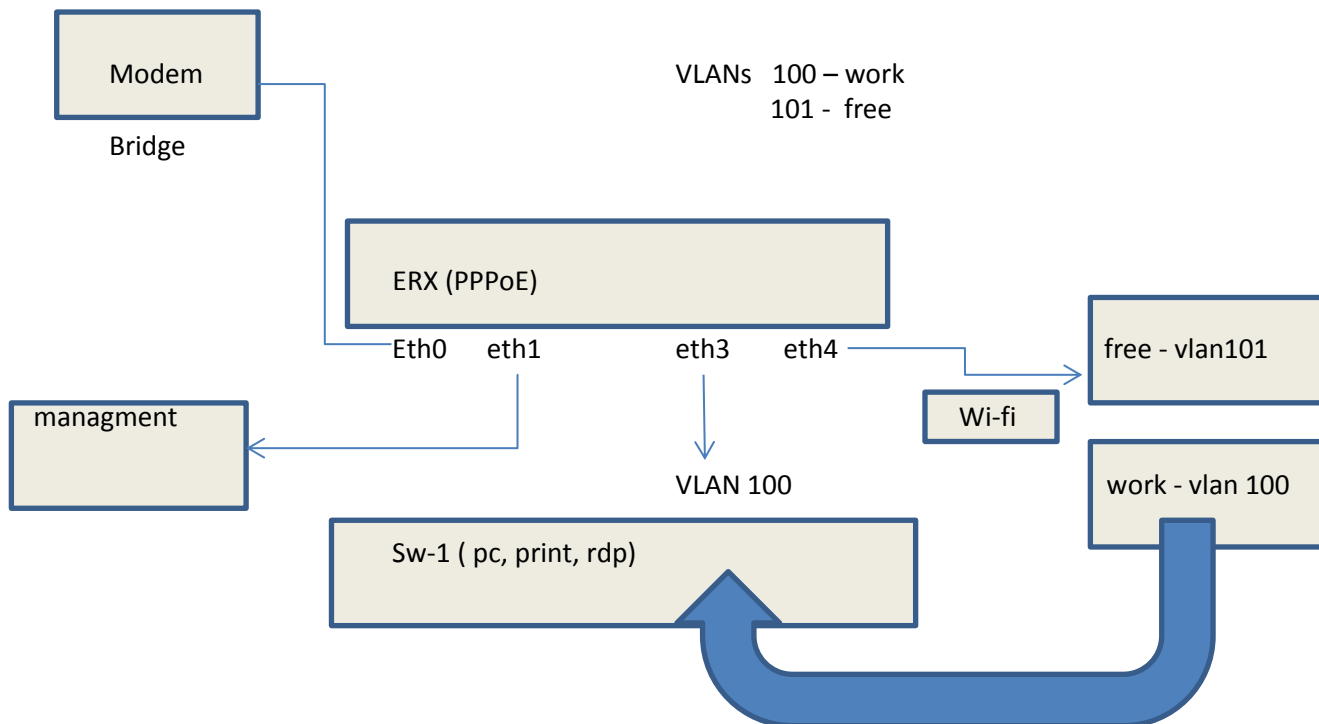 Modem
VLANs 100 – work
101 - free
Bridge
ERX (PPPoE)
Eth0 eth1 eth3 eth4
free - vlan101
managment
Wi-fi
VLAN 100
work - vlan 100
Sw-1 ( pc, print, rdp)